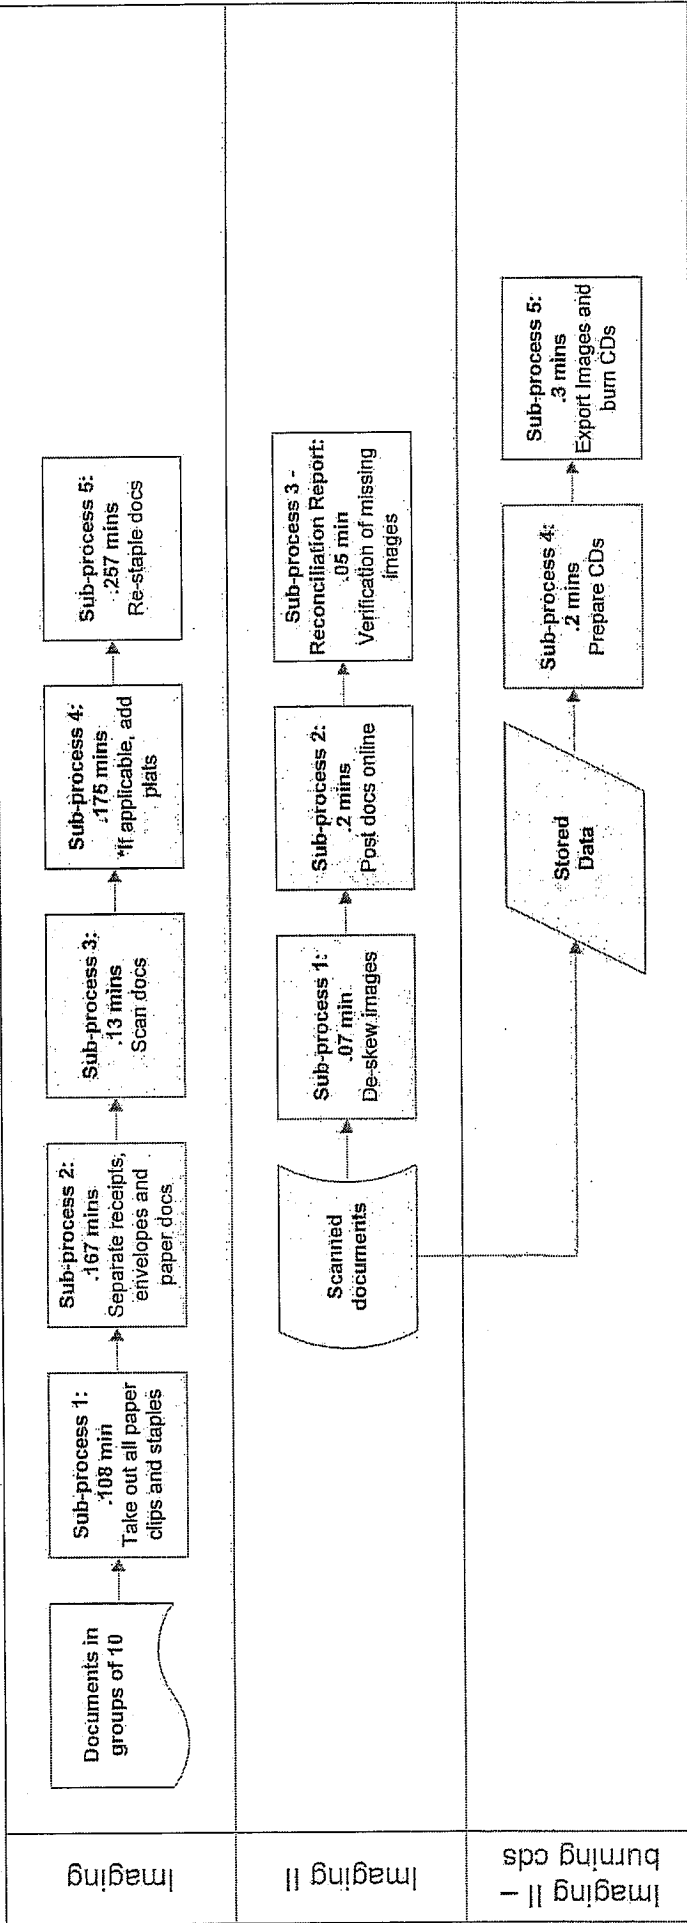 Imaging
Documents in
groups of 10
Sub-process 1:
.108 min
Take out all paper
clips and staples
Sub-process 2:
.167 mins
Separate receipts,
envelopes and
paper docs
Sub-process 3:
.13 mins
Scan docs
Sub-process 4:
.175 mins
*If applicable, add
plats
Sub-process 5:
.257 mins
Re-staple docs
Imaging II
Scanned
documents
Sub-process 1:
.07 min
De-skew images
Sub-process 2:
.2 mins
Post docs online
Sub-process 3 -
Reconciliation Report:
.05 min
Verification of missing
images
Imaging II –
burning cds
Stored
Data
Sub-process 4:
.2 mins
Prepare CDs
Sub-process 5:
.3 mins
Export Images and
burn CDs